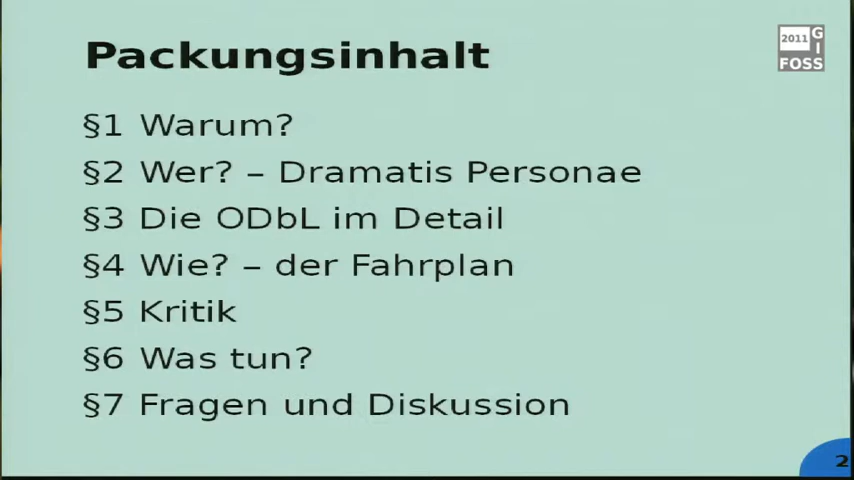 Packungsinhalt
2011 G
I
FOSS
§1 Warum?
§2 Wer? – Dramatis Personae
§3 Die ODbL im Detail
§4 Wie? – der Fahrplan
§5 Kritik
§6 Was tun?
§7 Fragen und Diskussion
2